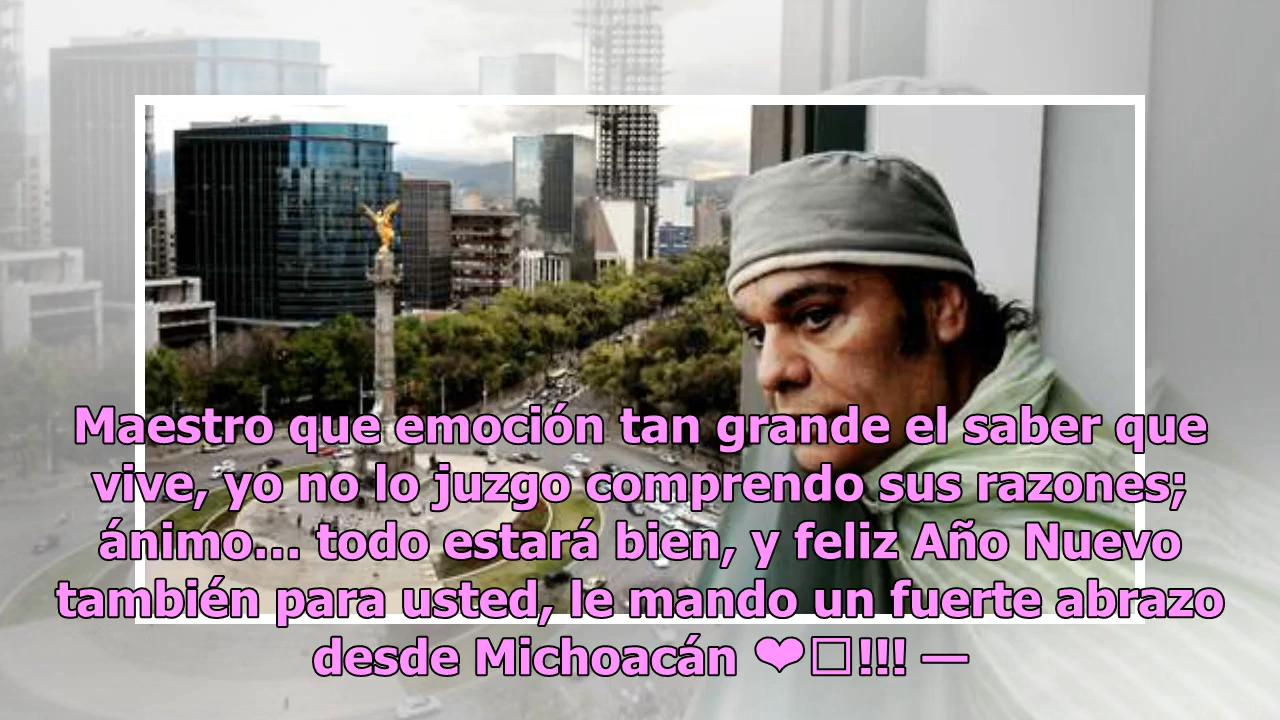 Maestro que emoción tan grande el saber que
vive, yo no lo juzgo comprendo sus razones;
ánimo... todo estará bien, y feliz Año Nuevo
también para usted, le mando un fuerte abrazo
desde Michoacán ❤□!!! —